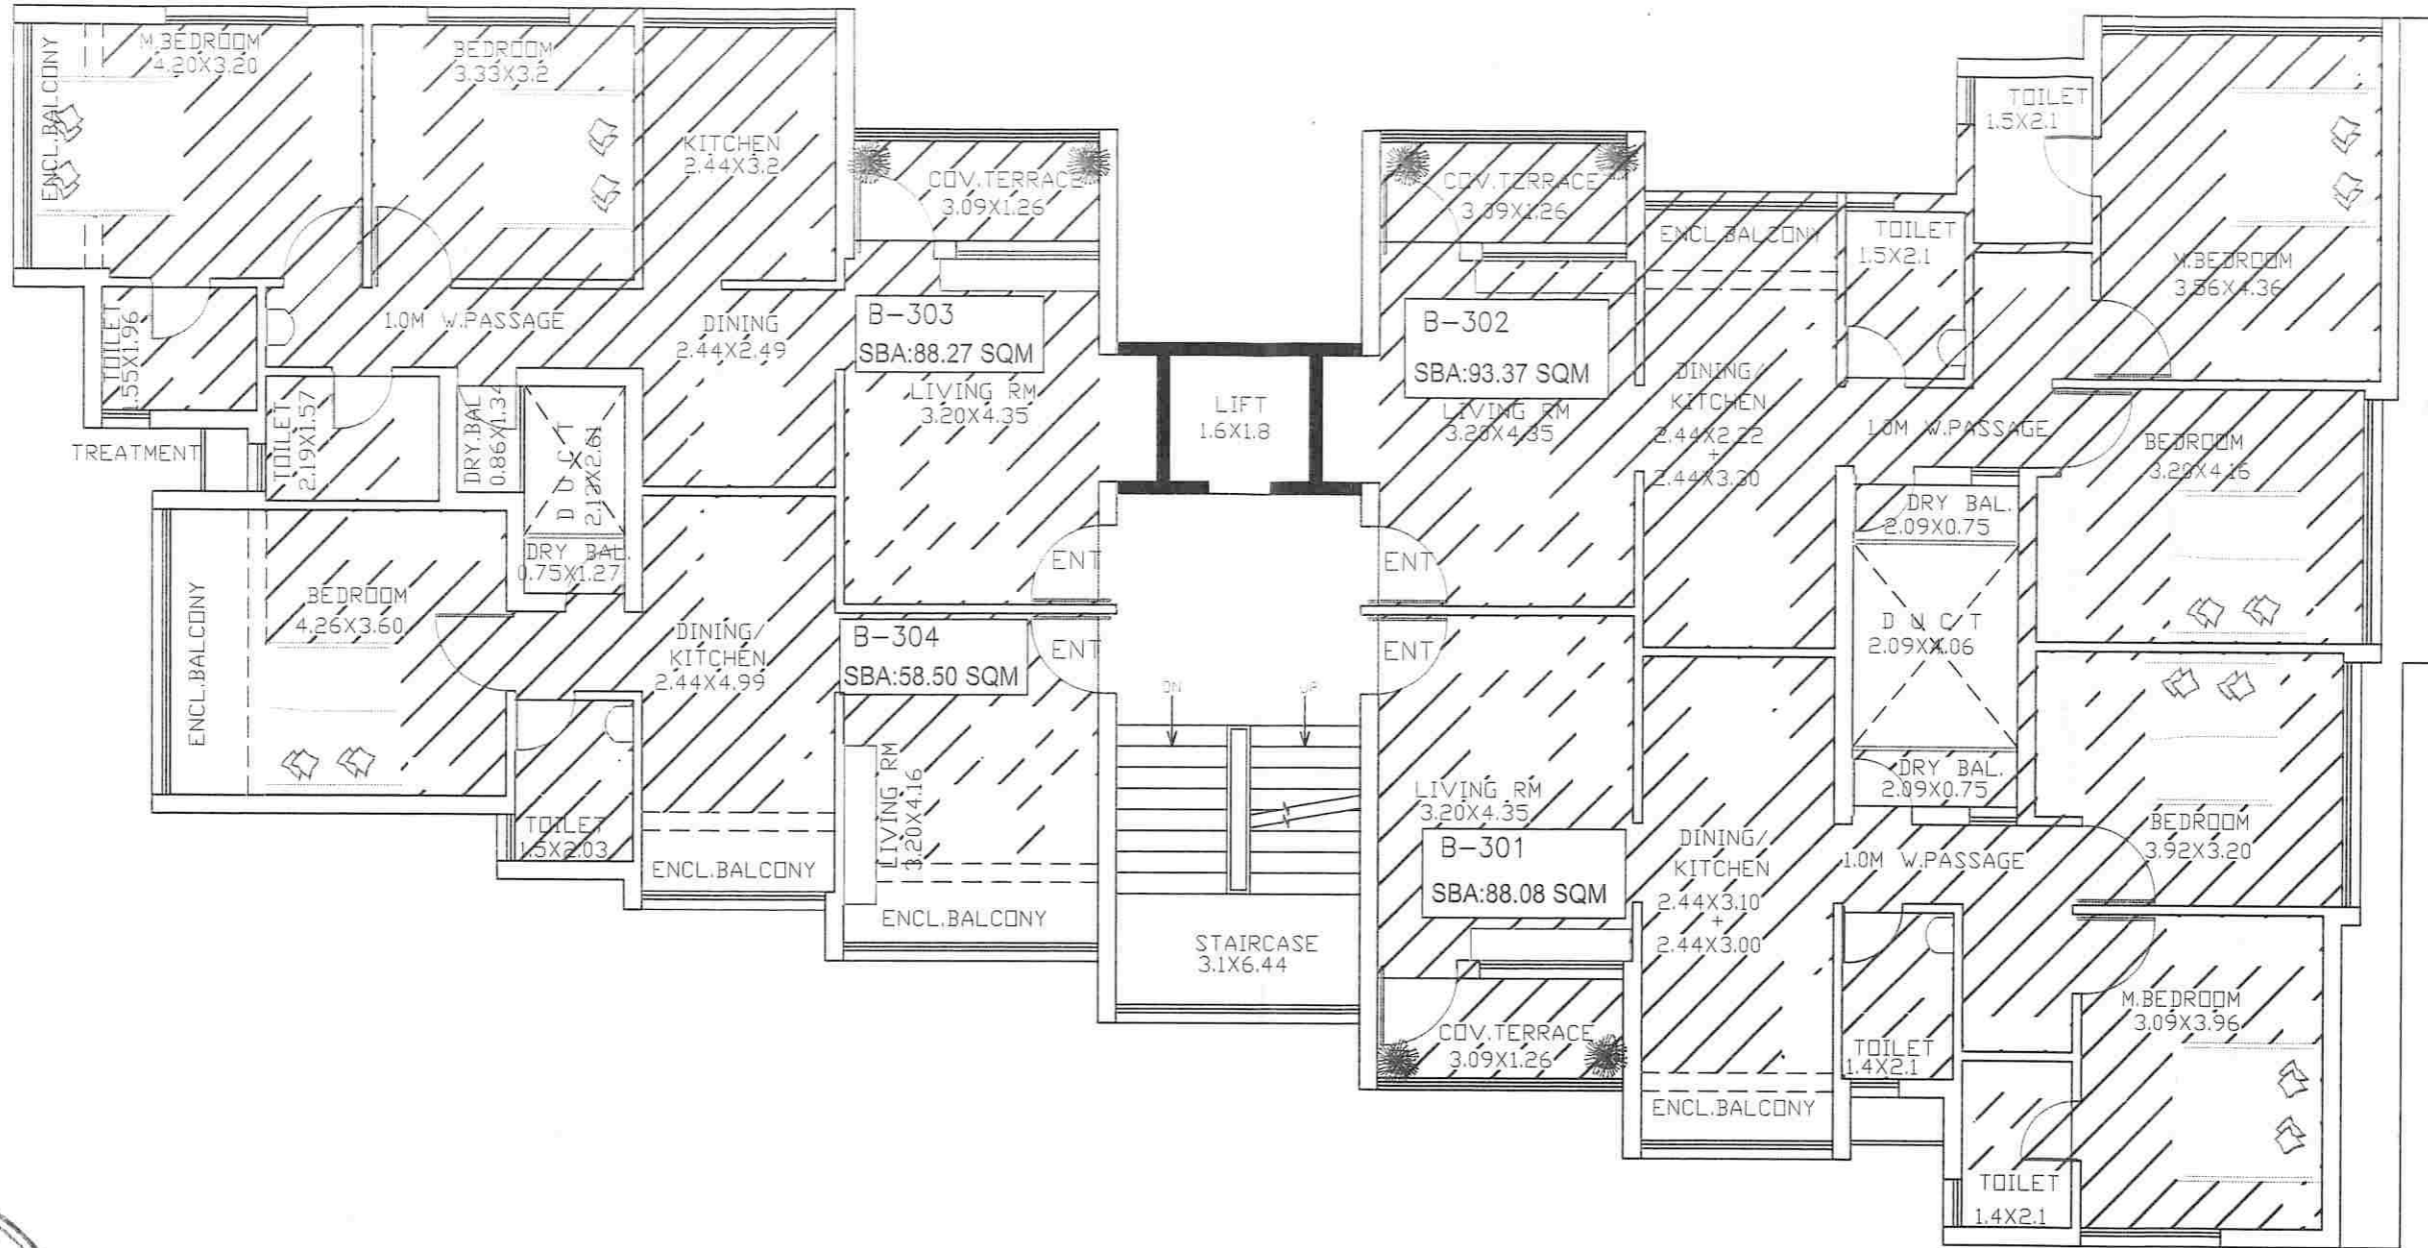 ENCL.BALCONY
M.BEDROOM
4.20X3.20
BEDROOM
3.33X3.2
KITCHEN
2.44X3.2
COV.TERRACE
3.09X1.26
TOILET
1.55X1.96
1.0M W.PASSAGE
DINING
2.44X2.49
B-303
SBA:88.27 SQM
LIVING RM
3.20X4.35
TREATMENT
TOILET
2.19X1.57
DRY.BAL
0.86X1.34
DUCT
DRY BAL.
0.75X1.27
ENT
LIFT
1.6X1.8
COV.TERRACE
3.09X1.26
ENCL.BALCONY
TOILET
1.5X2.1
TOILET
1.5X2.1
M.BEDROOM
3.56X4.36
B-302
SBA:93.37 SQM
LIVING RM
3.20X4.35
DINING/
KITCHEN
2.44X2.22
+
2.44X3.30
1.0M W.PASSAGE
BEDROOM
3.29X4.16
DRY BAL.
2.09X0.75
ENT
DUCT
2.09X4.06
ENCL.BALCONY
BEDROOM
4.26X3.60
DINING/
KITCHEN
2.44X4.99
B-304
SBA:58.50 SQM
ENT
LIVING RM
3.20X4.16
TOILET
1.5X2.03
ENCL.BALCONY
ENCL.BALCONY
DN
UP
STAIRCASE
3.1X6.44
ENT
LIVING RM
3.20X4.35
B-301
SBA:88.08 SQM
DINING/
KITCHEN
2.44X3.10
+
2.44X3.00
DRY BAL.
2.09X0.75
1.0M W.PASSAGE
BEDROOM
3.92X3.20
COV.TERRACE
3.09X1.26
ENCL.BALCONY
TOILET
1.4X2.1
M.BEDROOM
3.09X3.96
TOILET
1.4X2.1